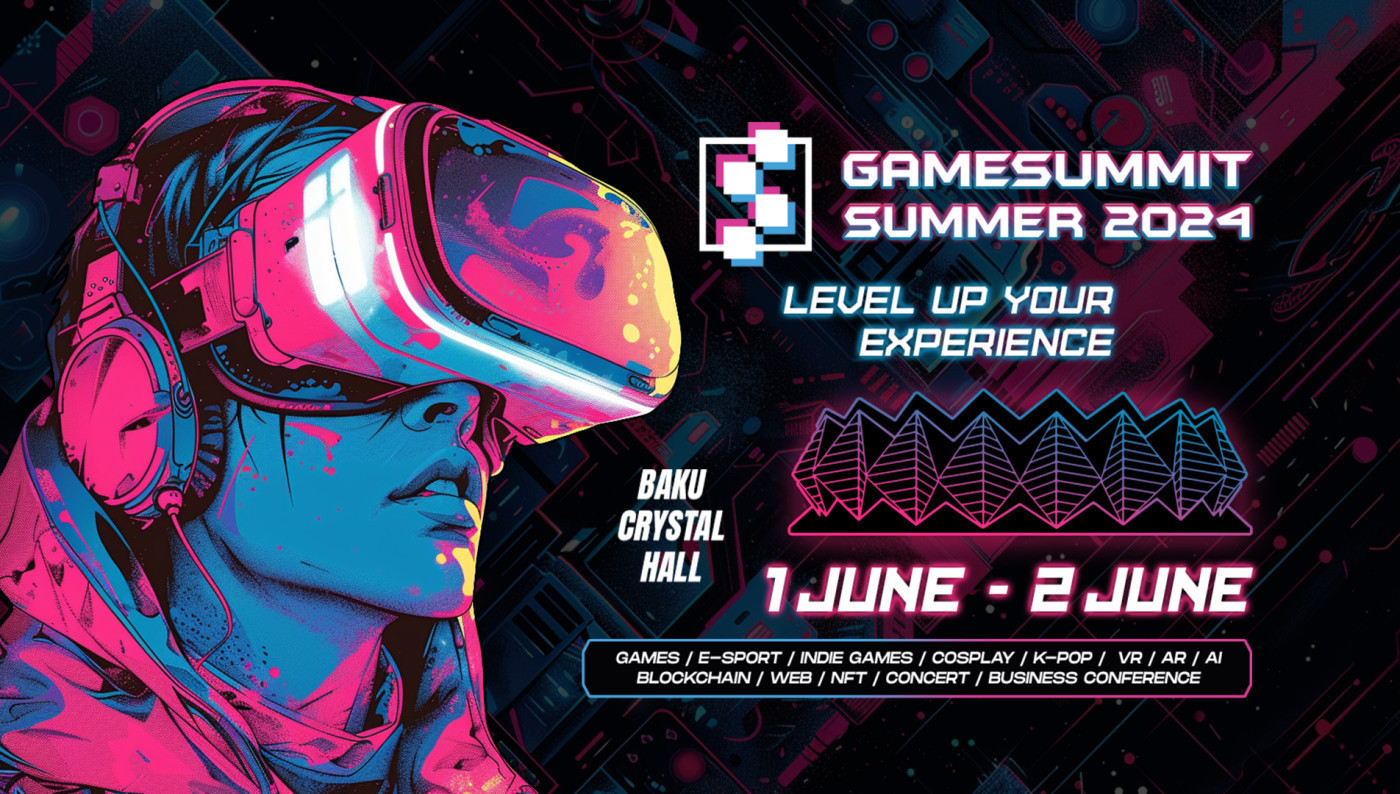 GAMESUMMIT
SUMMER 2024
LEVEL UP YOUR
EXPERIENCE
BAKU
CRYSTAL
HALL
1 JUNE - 2 JUNE
GAMES / E-SPORT / INDIE GAMES / COSPLAY / K-POP / VR / AR / AI
BLOCKCHAIN / WEB / NFT / CONCERT / BUSINESS CONFERENCE